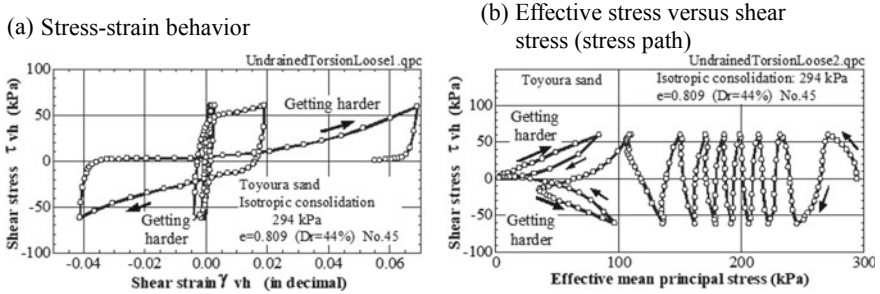 (a) Stress-strain behavior
UndrainedTorsionLoose1.qpc
Shear stress τ vh (kPa)
100
50
0
-50
-100
Getting harder
Toyoura sand
Isotropic consolidation
294 kPa
e=0.809 (Dr=44%) No.45
Getting
harder
-0.04 -0.02 0.00 0.02 0.04 0.06
Shear strain γ vh (in decimal)
(b) Effective stress versus shear
stress (stress path)
UndrainedTorsionLoose2.qpc
Shear stress τ vh (kPa)
100
50
0
-50
-100
Toyoura sand
Isotropic consolidation: 294 kPa
e=0.809 (Dr=44%) No.45
Getting
harder
Getting
harder
0 100 200 300
Effective mean principal stress (kPa)